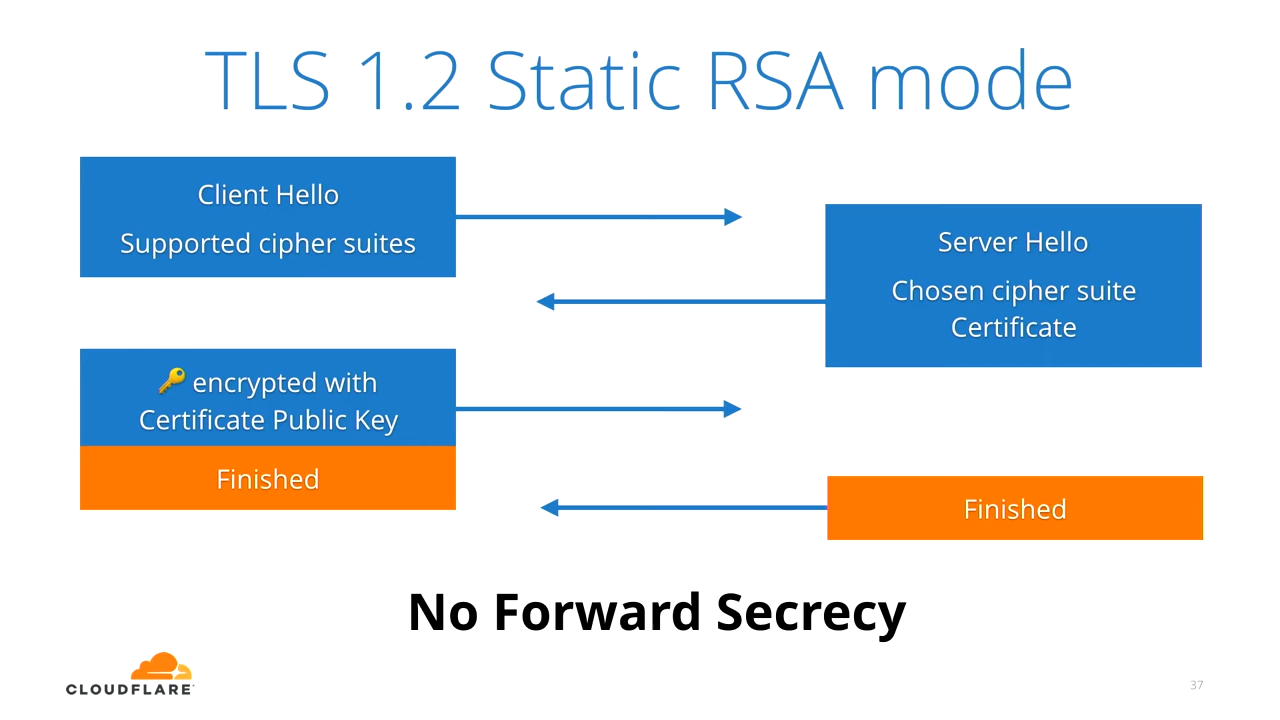 TLS 1.2 Static RSA mode
Client Hello
Supported cipher suites
Server Hello
Chosen cipher suite
Certificate
🔑 encrypted with
Certificate Public Key
Finished
Finished
No Forward Secrecy
CLOUDFLARE
37